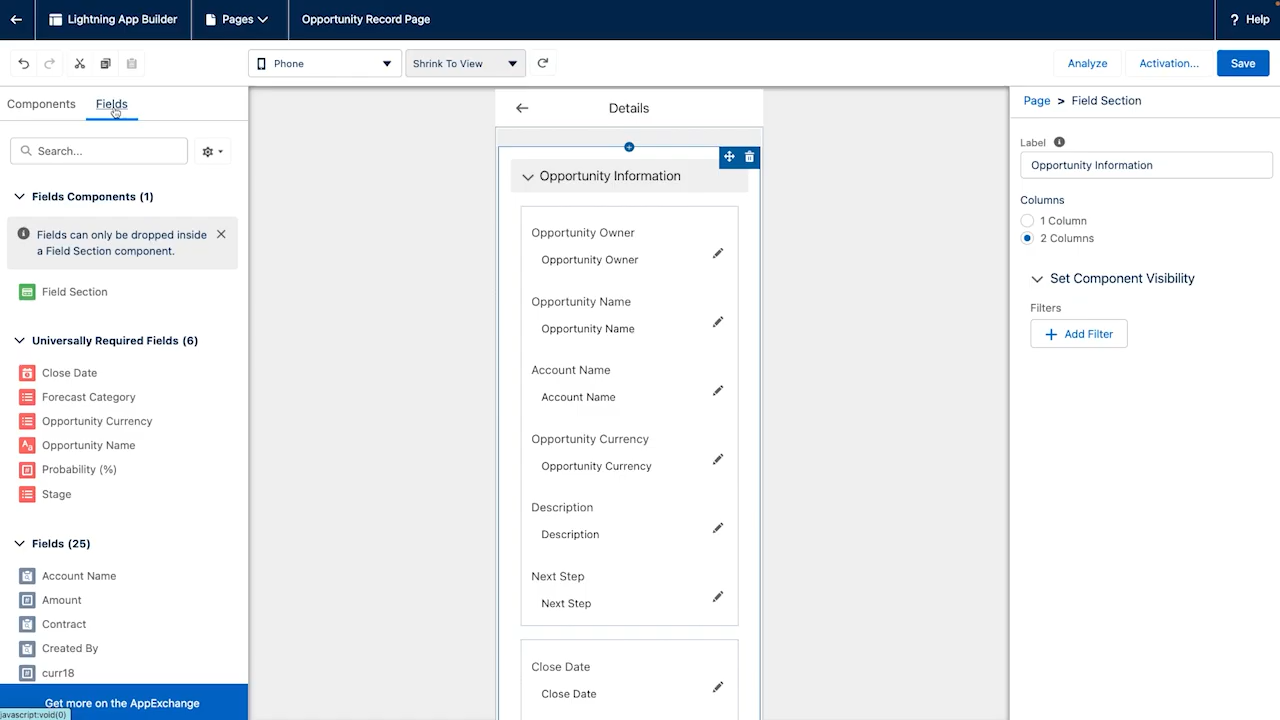 Lightning App Builder
Pages
Opportunity Record Page
? Help
Phone
Shrink To View
Analyze
Activation...
Save
Components
Fields
Search...
Fields Components (1)
Fields can only be dropped inside
a Field Section component.
Field Section
Universally Required Fields (6)
Close Date
Forecast Category
Opportunity Currency
Opportunity Name
Probability (%)
Stage
Fields (25)
Account Name
Amount
Contract
Created By
curr18
Get more on the AppExchange
javascript:void(0)
Details
Opportunity Information
Opportunity Owner
Opportunity Owner
Opportunity Name
Opportunity Name
Account Name
Account Name
Opportunity Currency
Opportunity Currency
Description
Description
Next Step
Next Step
Close Date
Close Date
Page > Field Section
Label
Opportunity Information
Columns
1 Column
2 Columns
Set Component Visibility
Filters
+ Add Filter